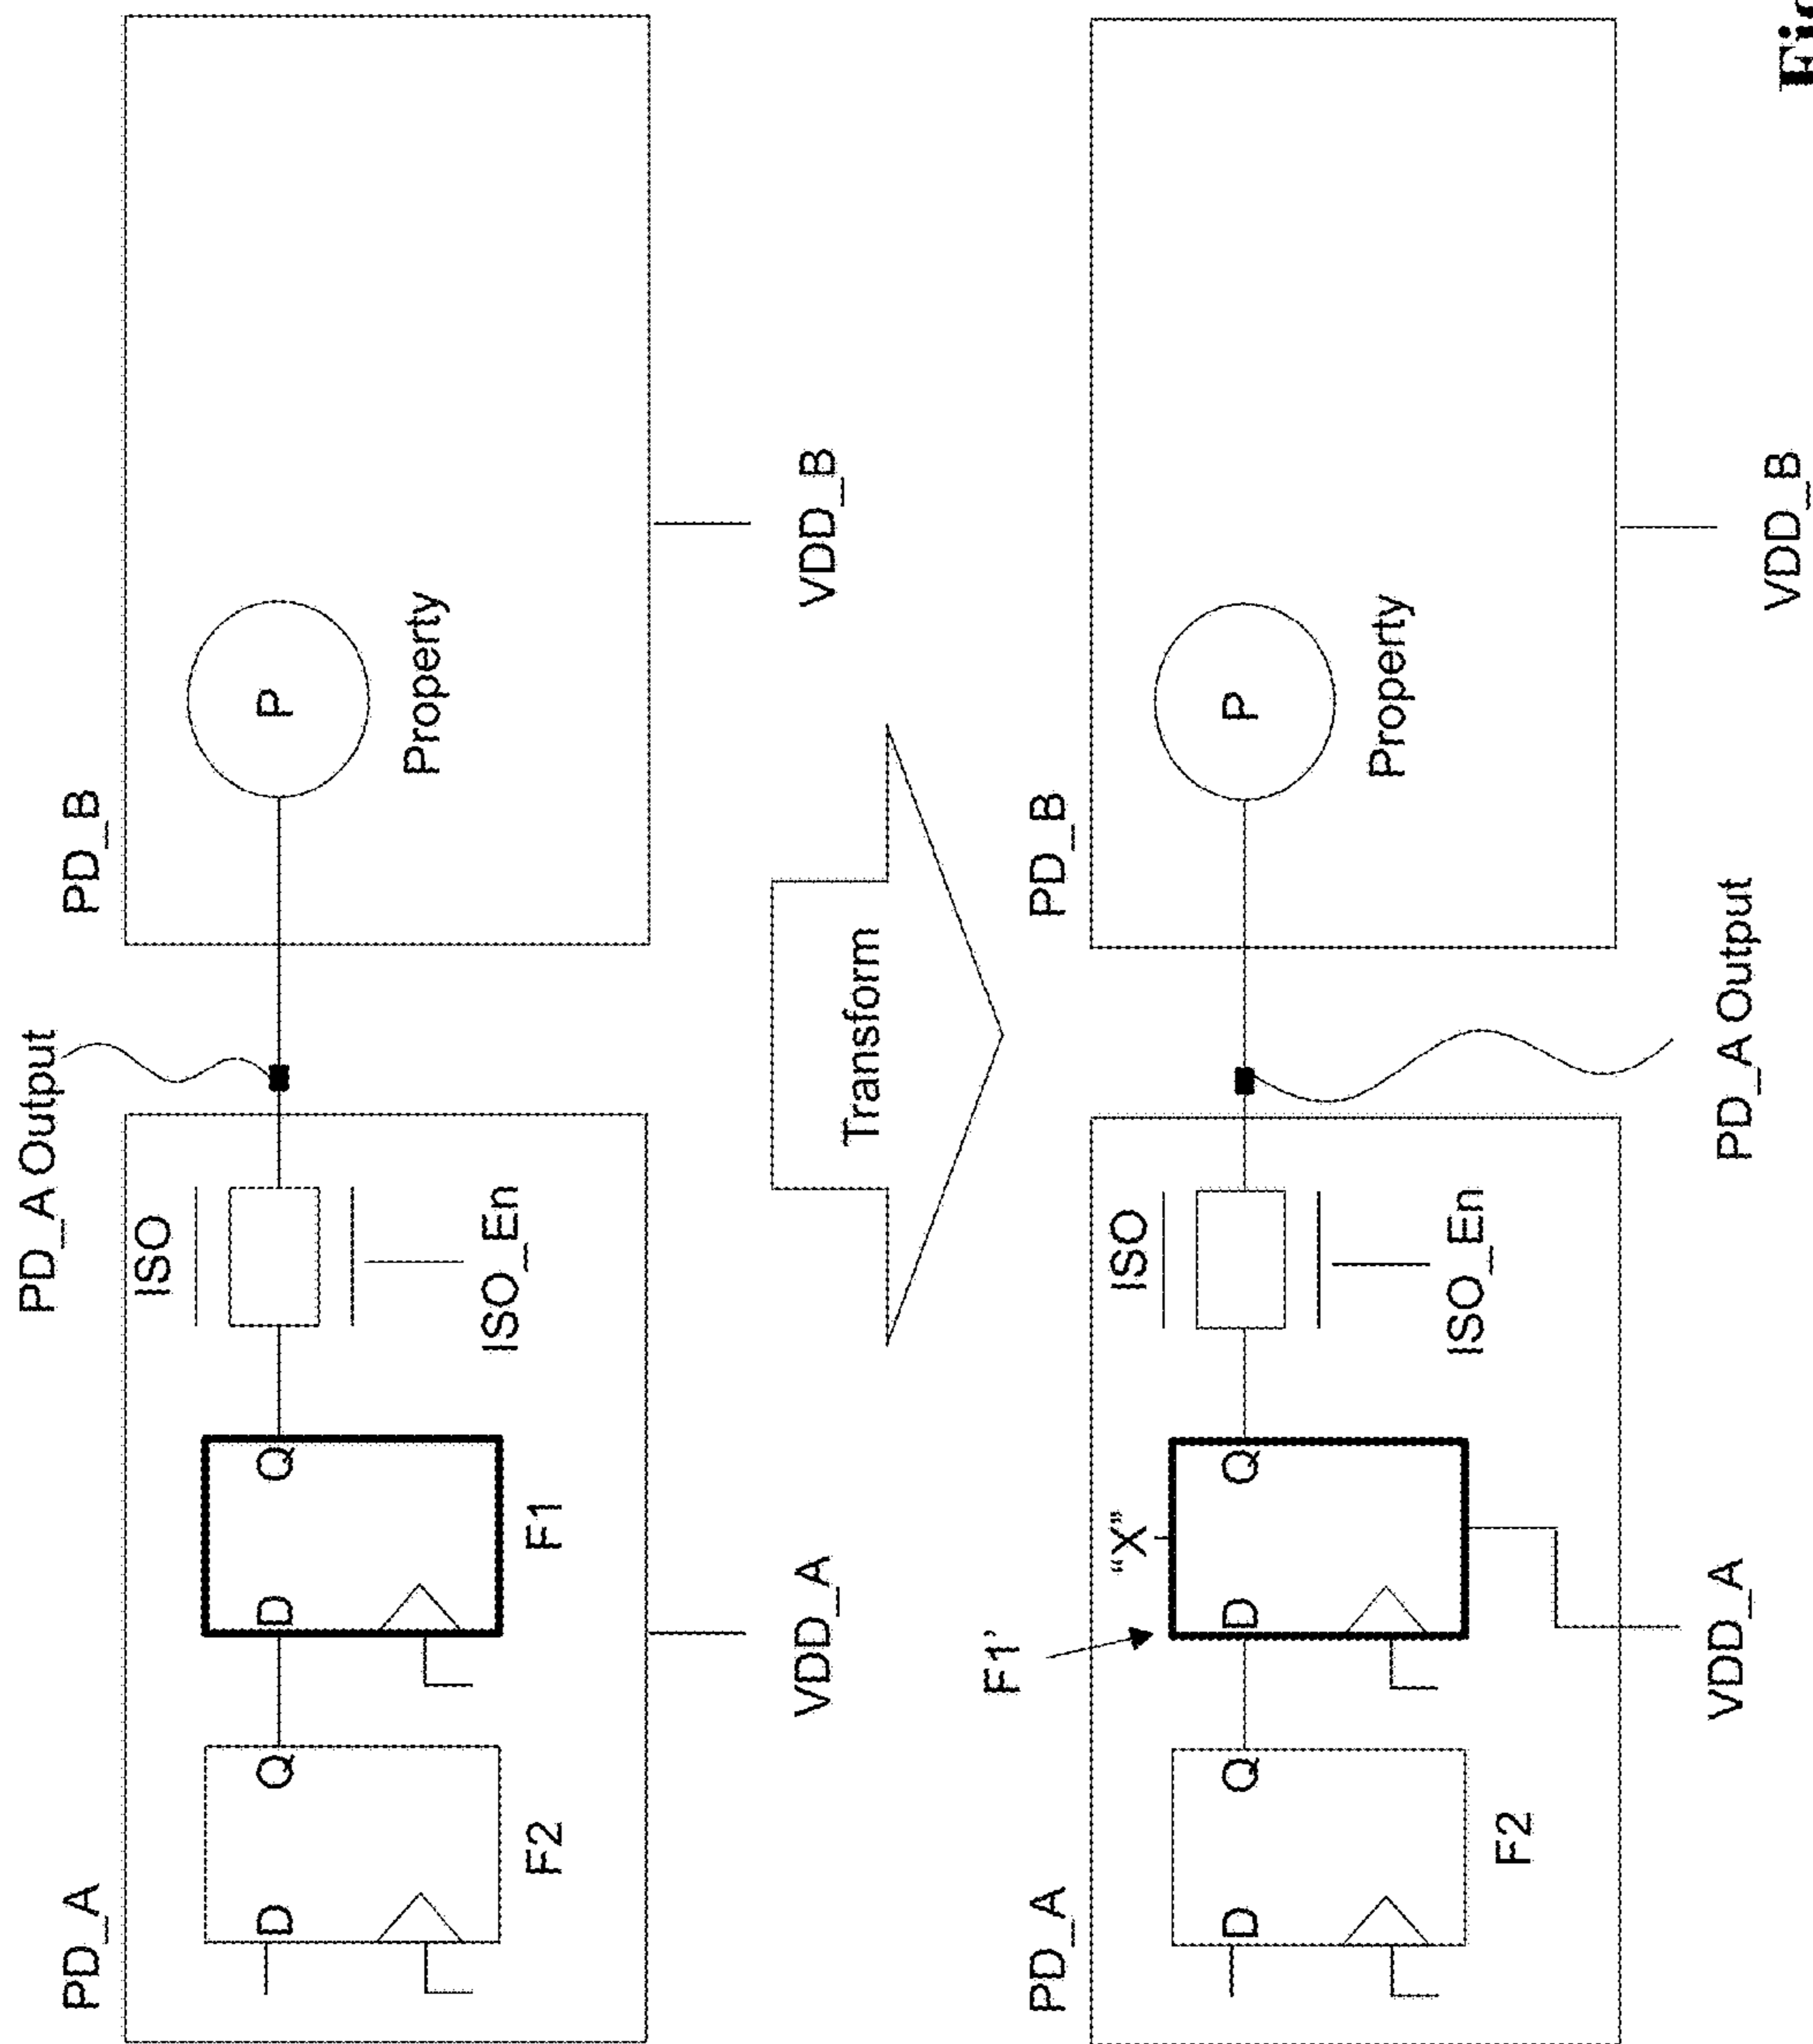 PD_A Output
PD_A
PD_B
ISO
D
Q
D
Q
P
F2
F1
ISO_En
Property
VDD_A
VDD_B
Transform
PD_A
F1’
“X”
ISO
PD_B
D
Q
D
Q
P
F2
ISO_En
Property
VDD_A
PD_A Output
VDD_B